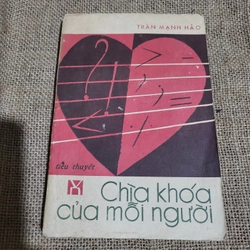 TRẦN MẠNH HẢO
tiểu thuyết
Chìa khóa
của mỗi người